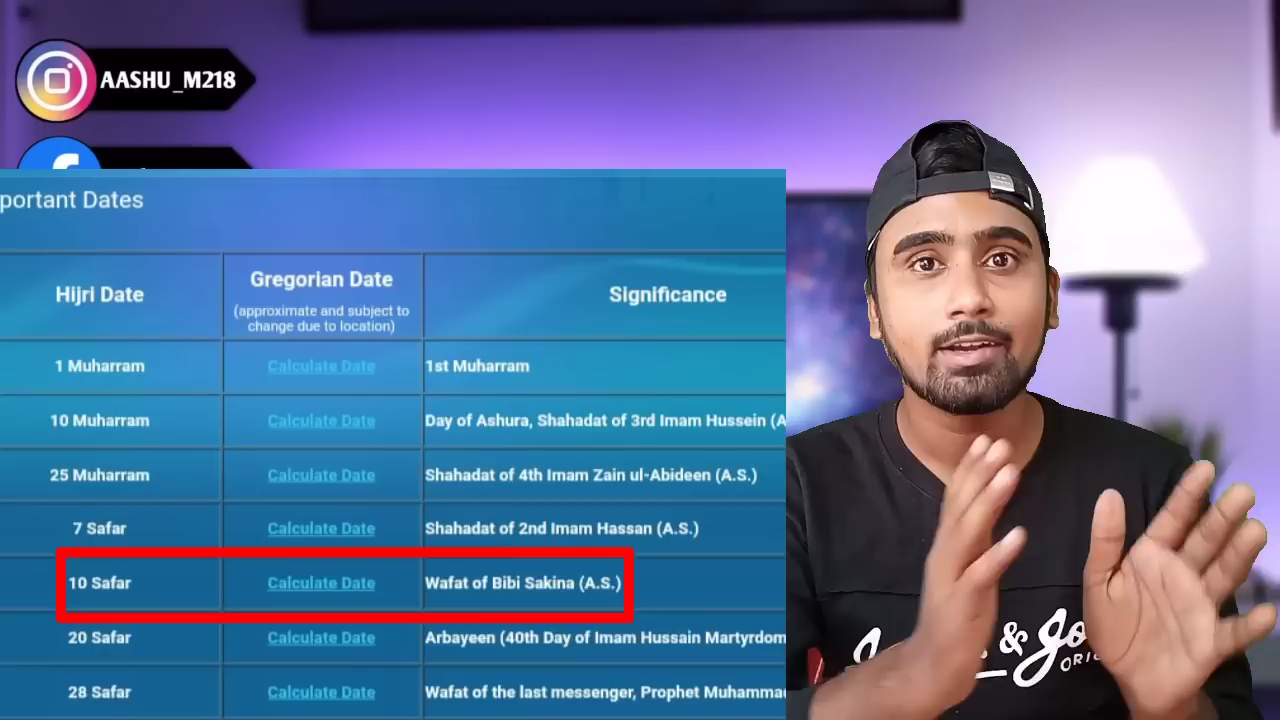 AASHU_M218
portant Dates
Hijri Date
Gregorian Date
(approximate and subject to
change due to location)
Significance
1 Muharram
Calculate Date
1st Muharram
10 Muharram
Calculate Date
Day of Ashura, Shahadat of 3rd Imam Hussein (A
25 Muharram
Calculate Date
Shahadat of 4th Imam Zain ul-Abideen (A.S.)
7 Safar
Calculate Date
Shahadat of 2nd Imam Hassan (A.S.)
10 Safar
Calculate Date
Wafat of Bibi Sakina (A.S.)
20 Safar
Calculate Date
Arbayeen (40th Day of Imam Hussain Martyrdom
28 Safar
Calculate Date
Wafat of the last messenger, Prophet Muhamma
&